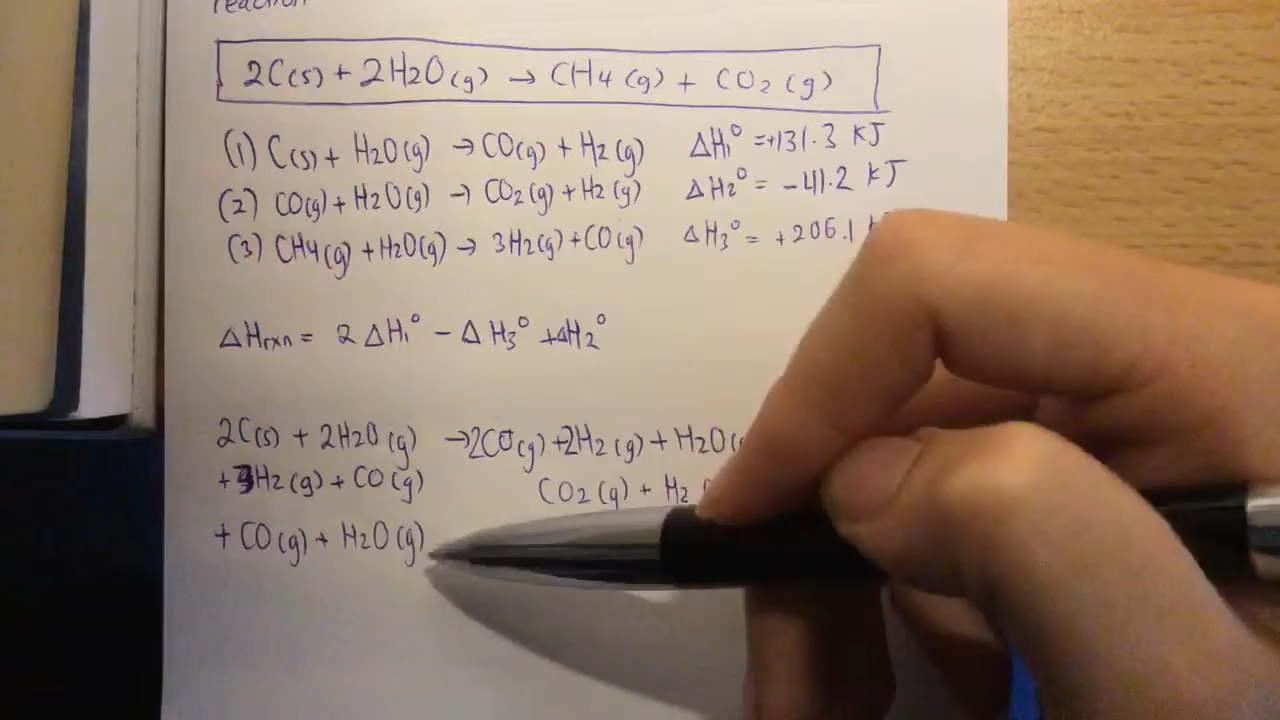 reaction
2C(s) + 2H2O(g) → CH4(g) + CO2(g)
(1) C(s) + H2O(g) → CO(g) + H2(g) ΔH1° = +131.3 KJ
(2) CO(g) + H2O(g) → CO2(g) + H2(g) ΔH2° = -41.2 KJ
(3) CH4(g) + H2O(g) → 3H2(g) + CO(g) ΔH3° = +206.1
ΔHrxn = 2ΔH1° - ΔH3° + ΔH2°
2C(s) + 2H2O(g) → 2CO(g) + 2H2(g) + H2O(
+ 3H2(g) + CO(g) CO2(g) + H2
+ CO(g) + H2O(g)